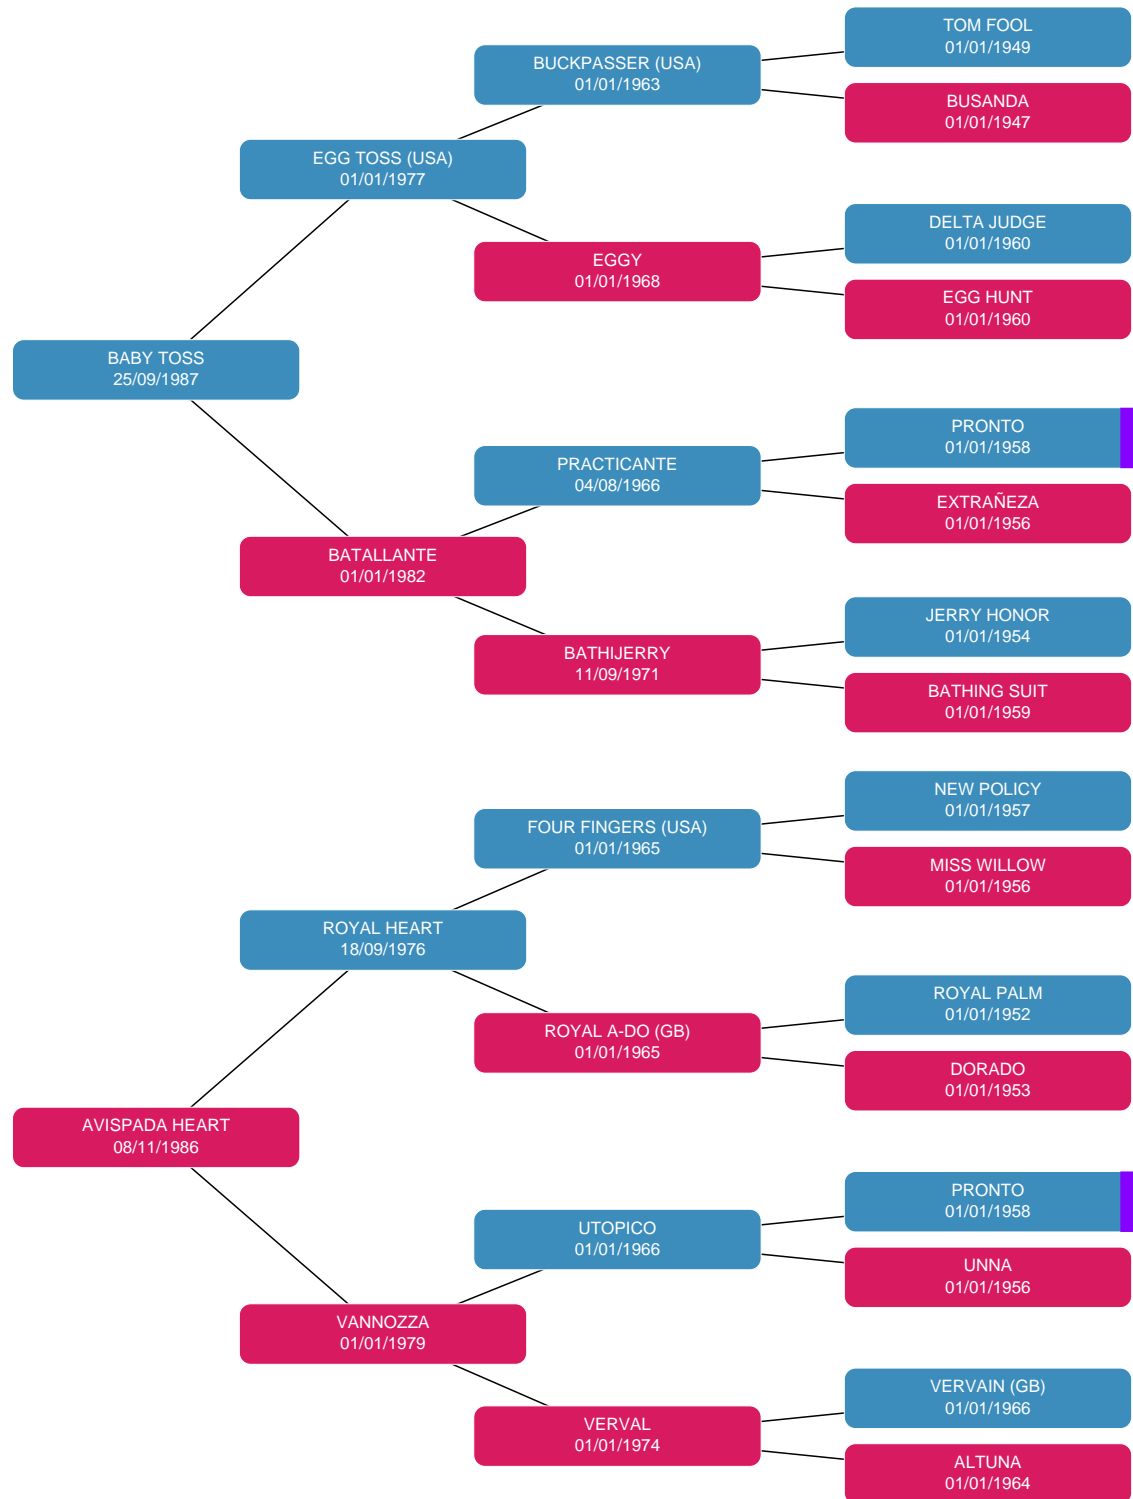 TOM FOOL
01/01/1949
BUCKPASSER (USA)
01/01/1963
BUSANDA
01/01/1947
EGG TOSS (USA)
01/01/1977
DELTA JUDGE
01/01/1960
EGGY
01/01/1968
EGG HUNT
01/01/1960
BABY TOSS
25/09/1987
PRONTO
01/01/1958
PRACTICANTE
04/08/1966
EXTRAÑEZA
01/01/1956
BATALLANTE
01/01/1982
JERRY HONOR
01/01/1954
BATHIJERRY
11/09/1971
BATHING SUIT
01/01/1959
NEW POLICY
01/01/1957
FOUR FINGERS (USA)
01/01/1965
MISS WILLOW
01/01/1956
ROYAL HEART
18/09/1976
ROYAL PALM
01/01/1952
ROYAL A-DO (GB)
01/01/1965
DORADO
01/01/1953
AVISPADA HEART
08/11/1986
PRONTO
01/01/1958
UTOPICO
01/01/1966
UNNA
01/01/1956
VANNOZZA
01/01/1979
VERVAIN (GB)
01/01/1966
VERVAL
01/01/1974
ALTUNA
01/01/1964